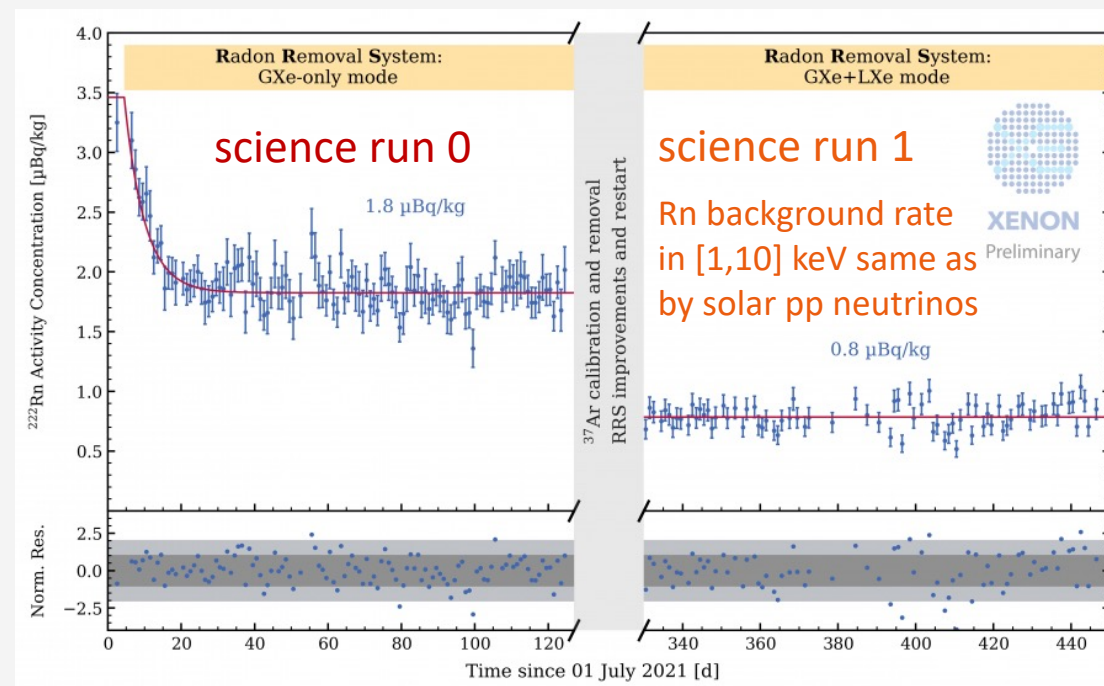 Radon Removal System:
GXe-only mode
Radon Removal System:
GXe+LXe mode
science run 0
science run 1
1.8 µBq/kg
Rn background rate
in [1,10] keV same as
by solar pp neutrinos
XENON
Preliminary
0.8 µBq/kg
³⁷Ar calibration and removal
RRS improvements and restart
²²²Rn Activity Concentration [µBq/kg]
4.0
3.5
3.0
2.5
2.0
1.5
1.0
0.5
Norm. Res.
2.5
0.0
−2.5
0 20 40 60 80 100 120 340 360 380 400 420 440
Time since 01 July 2021 [d]